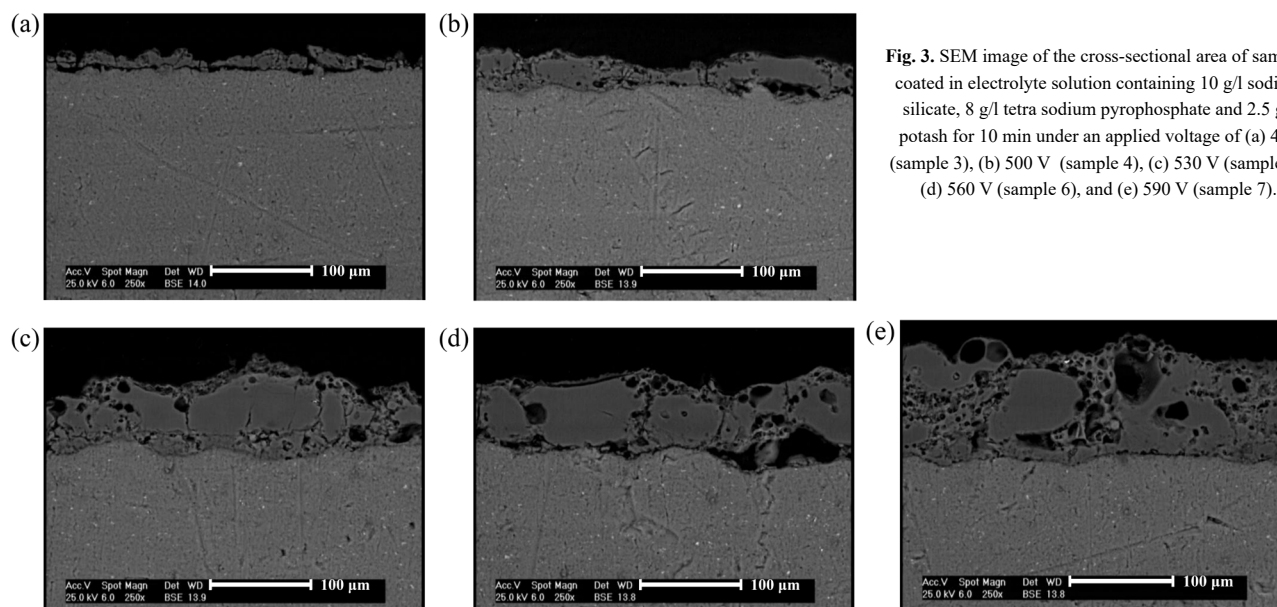 (a)
Acc.V Spot Magn Det WD 100 µm
25.0 kV 6.0 250x BSE 14.0
(b)
Acc.V Spot Magn Det WD 100 µm
25.0 kV 6.0 250x BSE 13.9
Fig. 3. SEM image of the cross-sectional area of sam
coated in electrolyte solution containing 10 g/l sodi
silicate, 8 g/l tetra sodium pyrophosphate and 2.5 g
potash for 10 min under an applied voltage of (a) 4
(sample 3), (b) 500 V (sample 4), (c) 530 V (sample
(d) 560 V (sample 6), and (e) 590 V (sample 7).
(c)
Acc.V Spot Magn Det WD 100 µm
25.0 kV 6.0 250x BSE 13.9
(d)
Acc.V Spot Magn Det WD 100 µm
25.0 kV 6.0 250x BSE 13.8
(e)
Acc.V Spot Magn Det WD 100 µm
25.0 kV 6.0 250x BSE 13.8